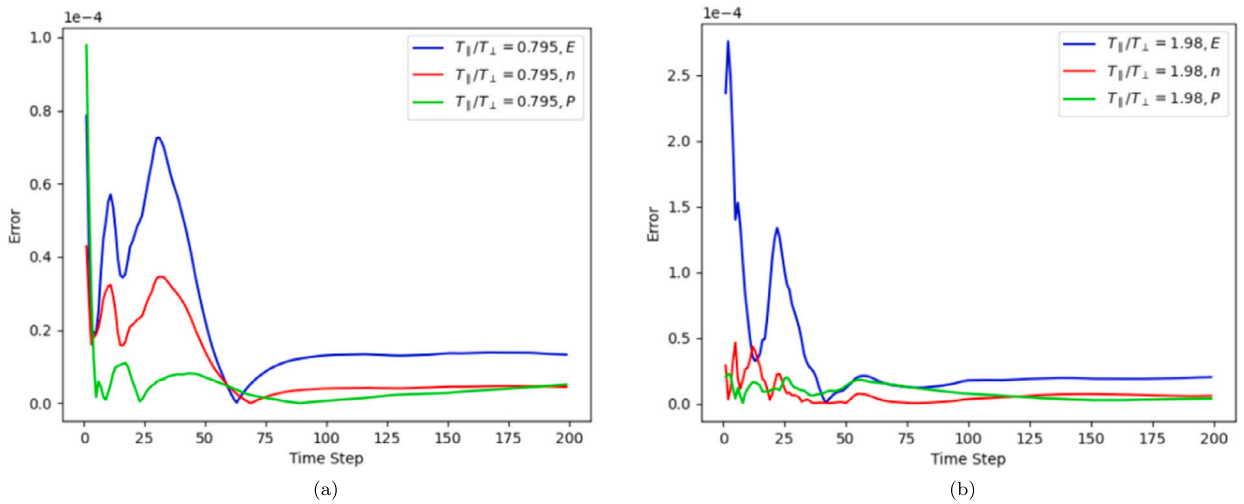 1e−4
1.0
0.8
0.6
0.4
0.2
0.0
Error
T∥/T⊥ = 0.795, E
T∥/T⊥ = 0.795, n
T∥/T⊥ = 0.795, P
0 25 50 75 100 125 150 175 200
Time Step
(a)
1e−4
2.5
2.0
1.5
1.0
0.5
0.0
Error
T∥/T⊥ = 1.98, E
T∥/T⊥ = 1.98, n
T∥/T⊥ = 1.98, P
0 25 50 75 100 125 150 175 200
Time Step
(b)